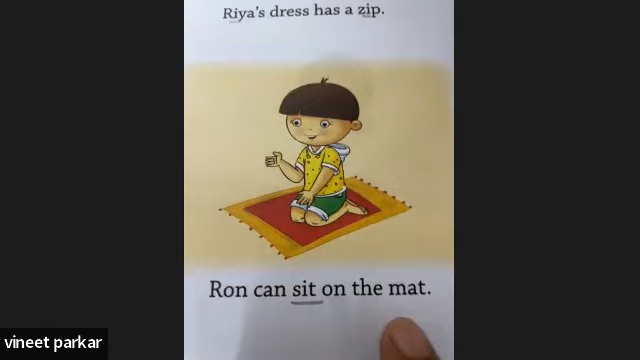 Riya's dress has a zip.
Ron can sit on the mat.
vineet parkar